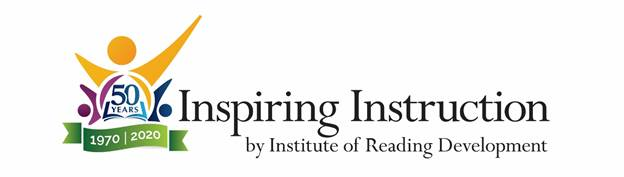 50
YEARS
1970 | 2020
Inspiring Instruction
by Institute of Reading Development